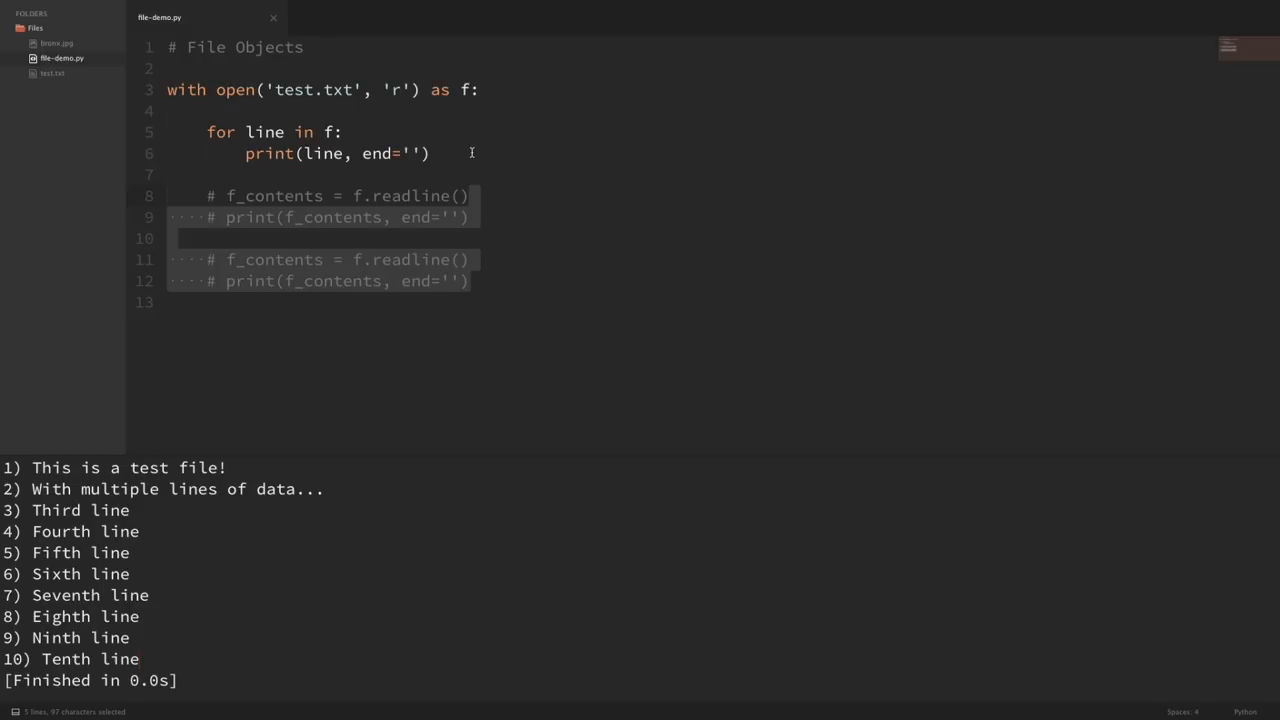 FOLDERS
Files
bronx.jpg
file-demo.py
test.txt
file-demo.py
1 # File Objects
2
3 with open('test.txt', 'r') as f:
4
5     for line in f:
6         print(line, end='')
7
8     # f_contents = f.readline()
9 ····# print(f_contents, end='')
10
11 ····# f_contents = f.readline()
12 ····# print(f_contents, end='')
13
1) This is a test file!
2) With multiple lines of data...
3) Third line
4) Fourth line
5) Fifth line
6) Sixth line
7) Seventh line
8) Eighth line
9) Ninth line
10) Tenth line
[Finished in 0.0s]
5 lines, 97 characters selected
Spaces: 4
Python